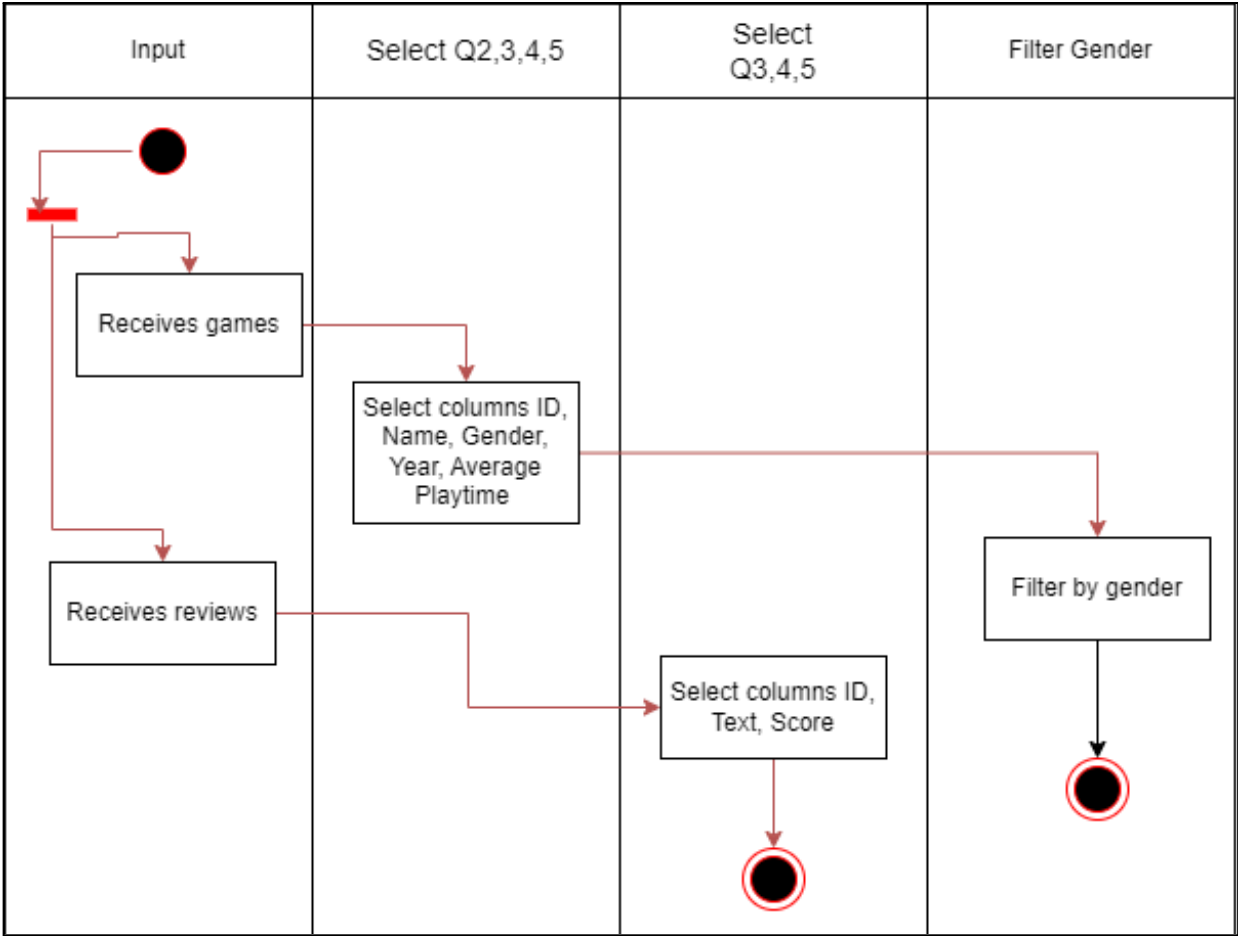 Input
Select Q2,3,4,5
Select
Q3,4,5
Filter Gender
Receives games
Select columns ID,
Name, Gender,
Year, Average
Playtime
Filter by gender
Receives reviews
Select columns ID,
Text, Score